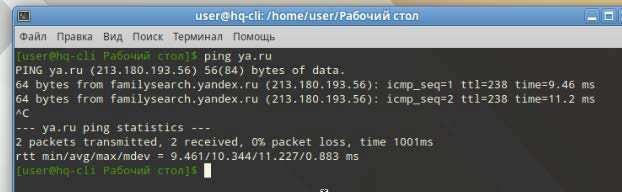 user@hq-cli: /home/user/Рабочий стол
Файл Правка Вид Поиск Терминал Помощь
[user@hq-cli Рабочий стол]$ ping ya.ru
PING ya.ru (213.180.193.56) 56(84) bytes of data.
64 bytes from familysearch.yandex.ru (213.180.193.56): icmp_seq=1 ttl=238 time=9.46 ms
64 bytes from familysearch.yandex.ru (213.180.193.56): icmp_seq=2 ttl=238 time=11.2 ms
^C
--- ya.ru ping statistics ---
2 packets transmitted, 2 received, 0% packet loss, time 1001ms
rtt min/avg/max/mdev = 9.461/10.344/11.227/0.883 ms
[user@hq-cli Рабочий стол]$